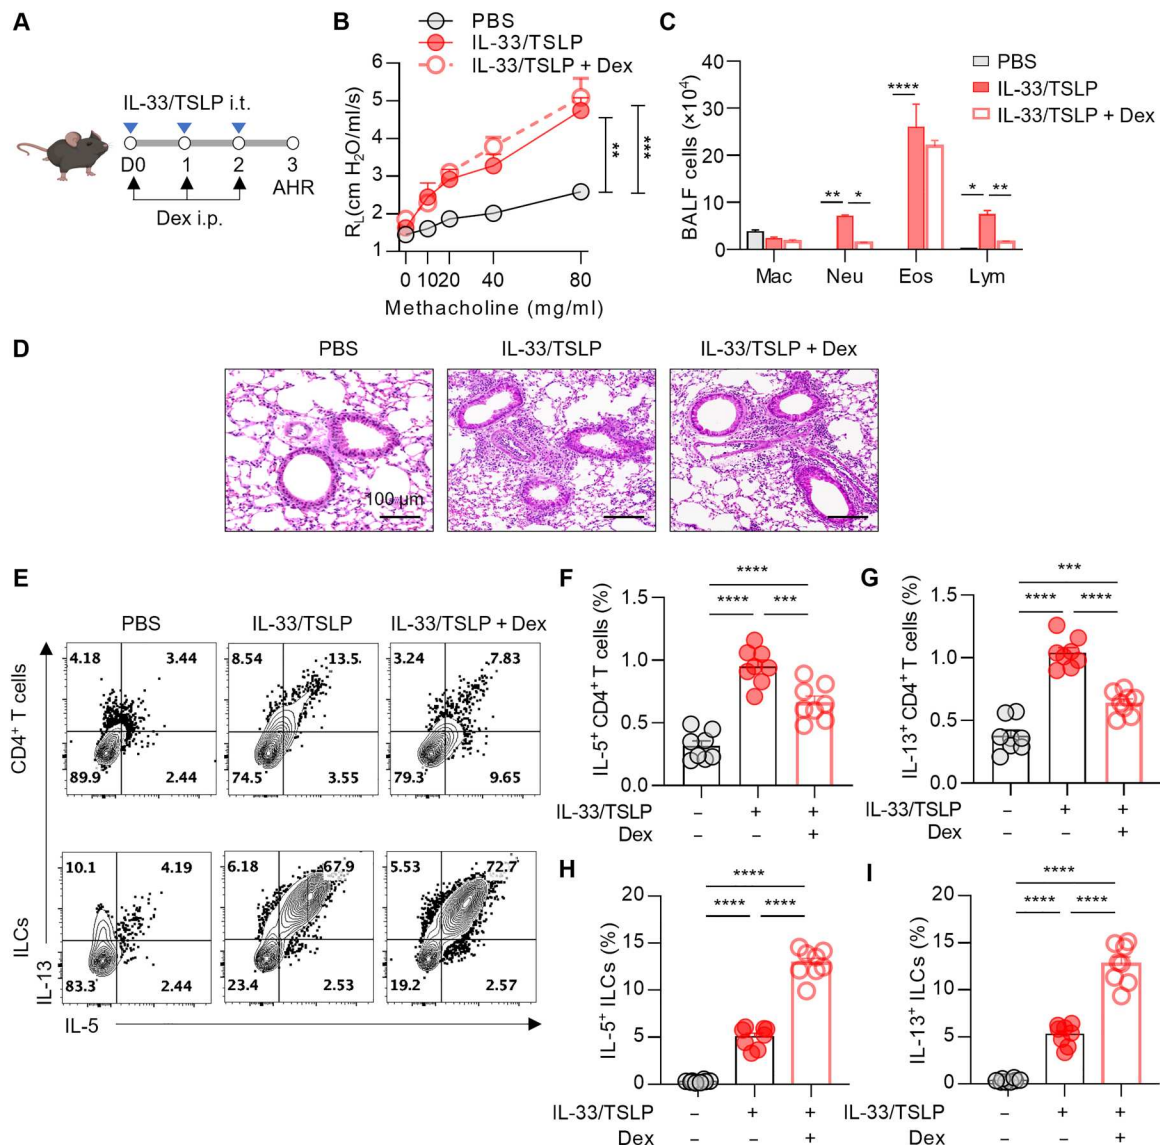 A
IL-33/TSLP i.t.
D0 1 2 3
AHR
Dex i.p.
B
PBS
IL-33/TSLP
IL-33/TSLP + Dex
R_L(cm H₂O/ml/s)
6
5
4
3
2
1
** ***
0 10 20 40 80
Methacholine (mg/ml)
C
PBS
IL-33/TSLP
IL-33/TSLP + Dex
BALF cells (×10⁴)
40
30
20
10
0
****
** *
* **
Mac Neu Eos Lym
D
PBS IL-33/TSLP IL-33/TSLP + Dex
100 μm
E
PBS IL-33/TSLP IL-33/TSLP + Dex
CD4⁺ T cells
4.18 3.44 8.54 13.5 3.24 7.83
89.9 2.44 74.5 3.55 79.3 9.65
ILCs
10.1 4.19 6.18 67.9 5.53 72.7
83.3 2.44 23.4 2.53 19.2 2.57
IL-13
IL-5
F
IL-5⁺ CD4⁺ T cells (%)
****
**** ***
1.5
1.0
0.5
0.0
IL-33/TSLP − + +
Dex − − +
G
IL-13⁺ CD4⁺ T cells (%)
***
**** ****
1.5
1.0
0.5
0.0
IL-33/TSLP − + +
Dex − − +
H
IL-5⁺ ILCs (%)
****
**** ****
20
15
10
5
0
IL-33/TSLP − + +
Dex − − +
I
IL-13⁺ ILCs (%)
****
**** ****
20
15
10
5
0
IL-33/TSLP − + +
Dex − − +